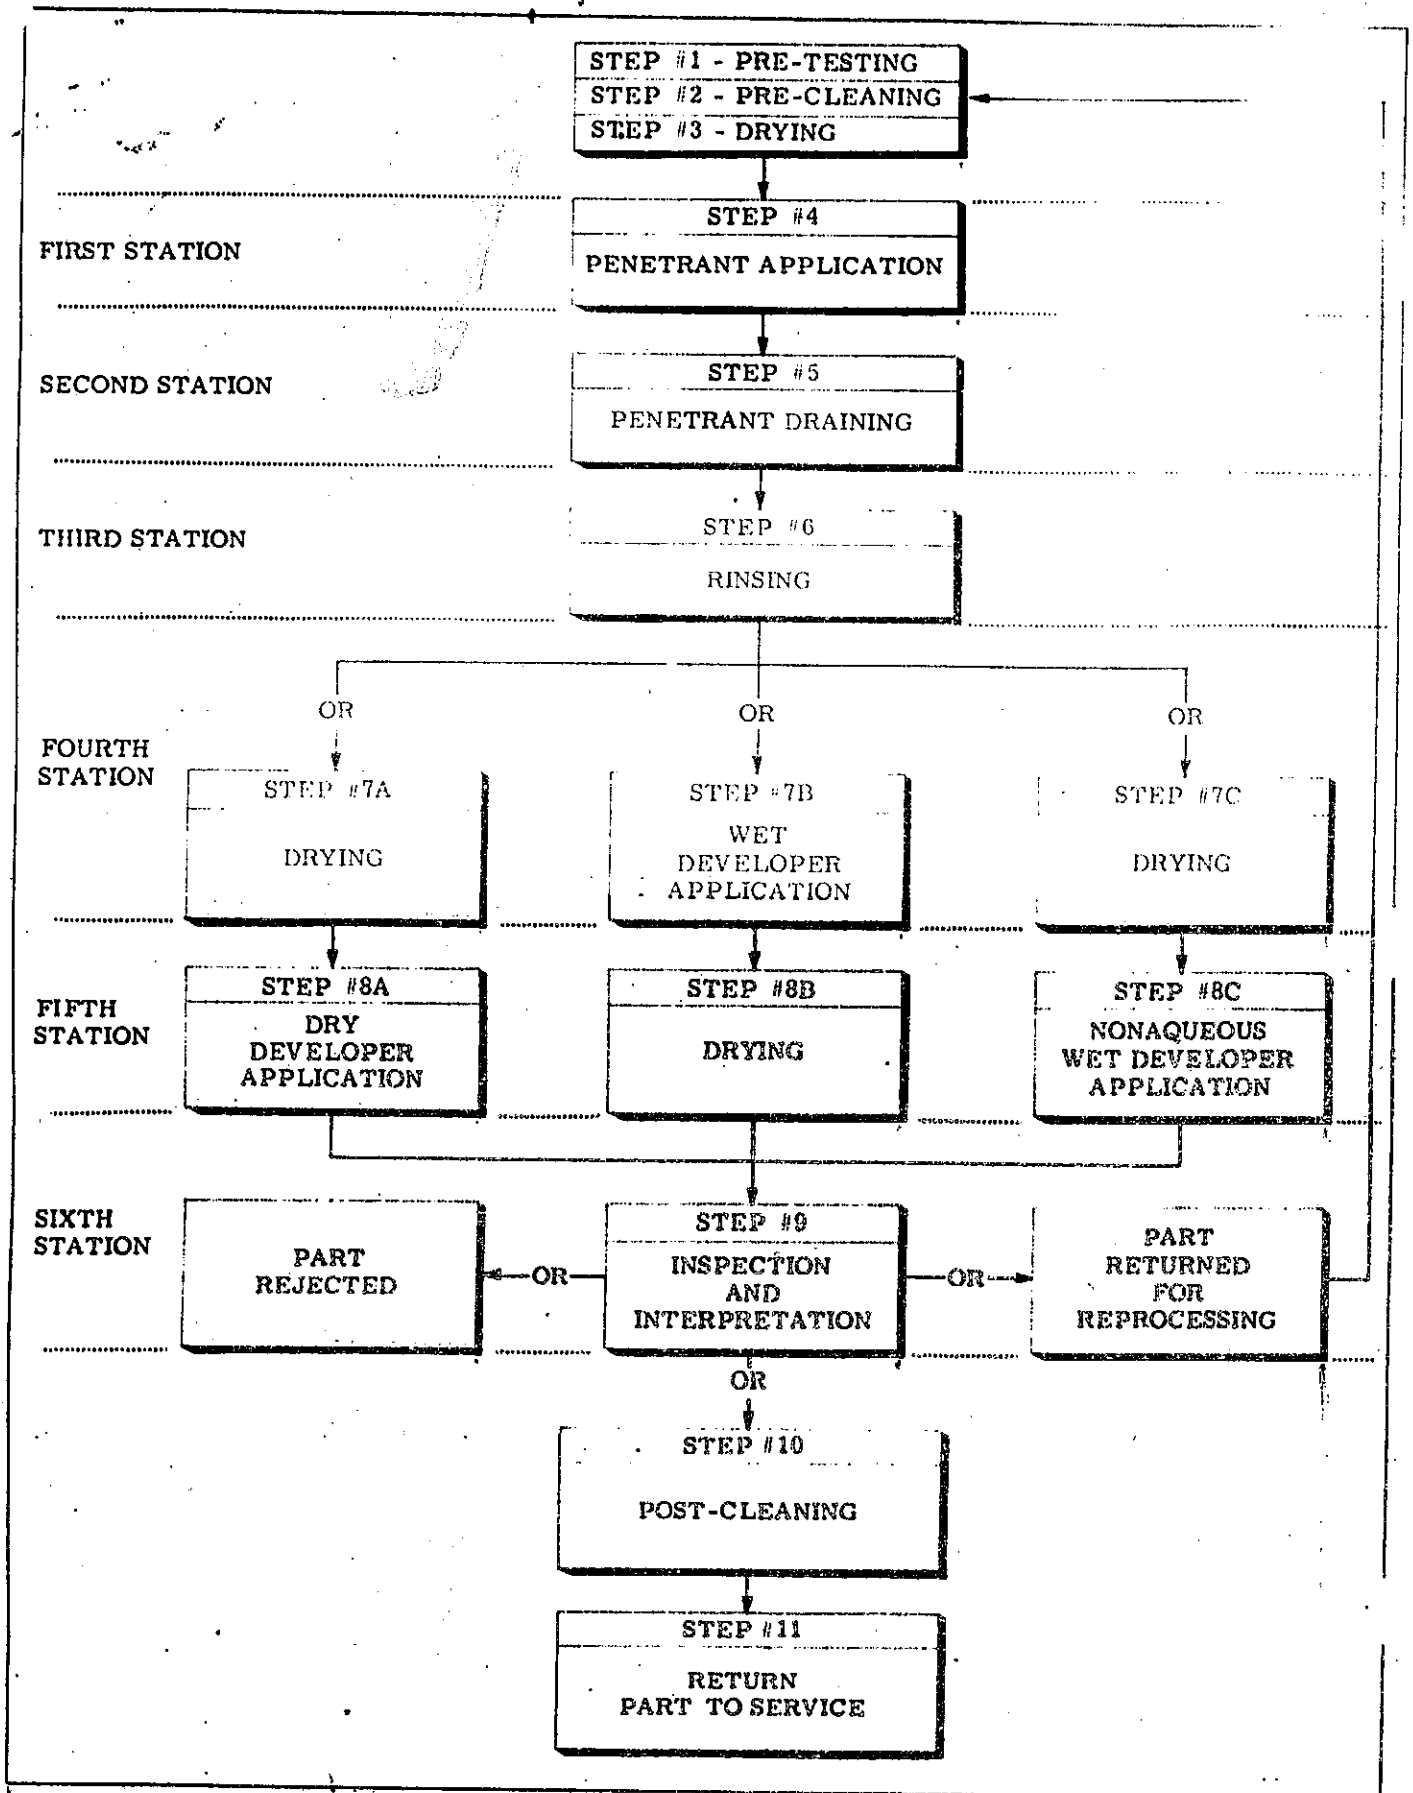 STEP #1 - PRE-TESTING
STEP #2 - PRE-CLEANING
STEP #3 - DRYING
STEP #4
FIRST STATION
PENETRANT APPLICATION
STEP #5
SECOND STATION
PENETRANT DRAINING
STEP #6
THIRD STATION
RINSING
OR
OR
OR
FOURTH
STATION
STEP #7A
DRYING
STEP #7B
WET
DEVELOPER
APPLICATION
STEP #7C
DRYING
FIFTH
STATION
STEP #8A
DRY
DEVELOPER
APPLICATION
STEP #8B
DRYING
STEP #8C
NONAQUEOUS
WET DEVELOPER
APPLICATION
SIXTH
STATION
PART
REJECTED
OR
STEP #9
INSPECTION
AND
INTERPRETATION
OR
PART
RETURNED
FOR
REPROCESSING
OR
STEP #10
POST-CLEANING
STEP #11
RETURN
PART TO SERVICE